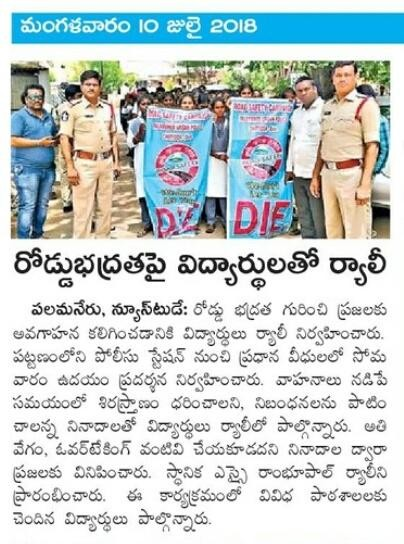 మంగళవారం 10 జులై 2018
ROAD SAFETY CAMPAIGN
DIE
ROAD SAFETY CAMPAIGN
DIE
రోడ్డుభద్రతపై విద్యార్థులతో ర్యాలీ
పలమనేరు, న్యూస్‌టుడే: రోడ్డు భద్రత గురించి ప్రజలకు
అవగాహన కలిగించడానికి విద్యార్థులు ర్యాలీ నిర్వహించారు.
పట్టణంలోని పోలీసు స్టేషన్ నుంచి ప్రధాన వీధులలో సోమ
వారం ఉదయం ప్రదర్శన నిర్వహించారు. వాహనాలు నడిపే
సమయంలో శిరస్త్రాణం ధరించాలని, నిబంధనలను పాటిం
చాలన్న నినాదాలతో విద్యార్థులు ర్యాలీలో పాల్గొన్నారు. అతి
వేగం, ఓవర్‌టేకింగ్ వంటివి చేయకూడదని నినాదాల ద్వారా
ప్రజలకు వినిపించారు. స్థానిక ఎస్సై రాంభూపాల్ ర్యాలీని
ప్రారంభించారు. ఈ కార్యక్రమంలో వివిధ పాఠశాలలకు
చెందిన విద్యార్థులు పాల్గొన్నారు.